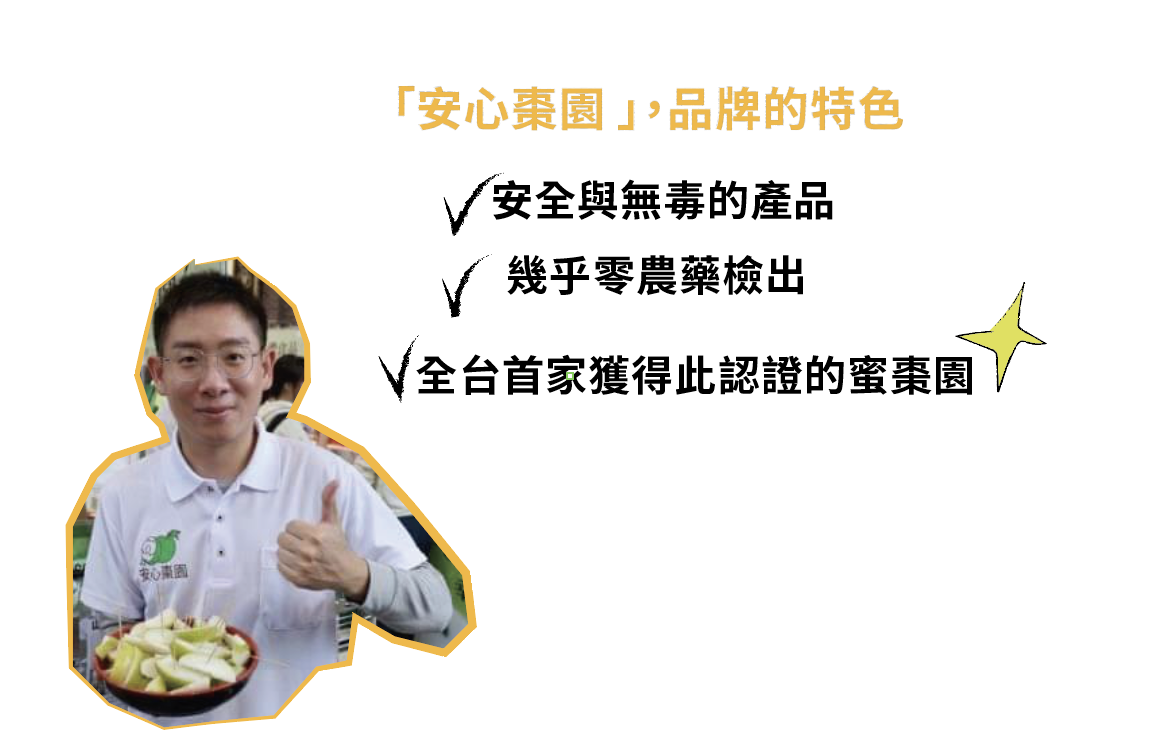 「安心棗園 」，品牌的特色
安全與無毒的產品
幾乎零農藥檢出
全台首家獲得此認證的蜜棗園
安心棗園